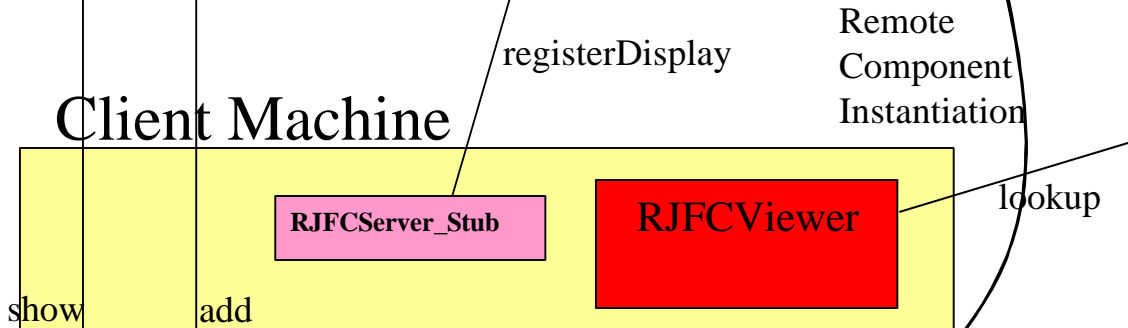 Remote
Component
Instantiation
registerDisplay
Client Machine
lookup
RJFCServer_Stub
RJFCViewer
show
add